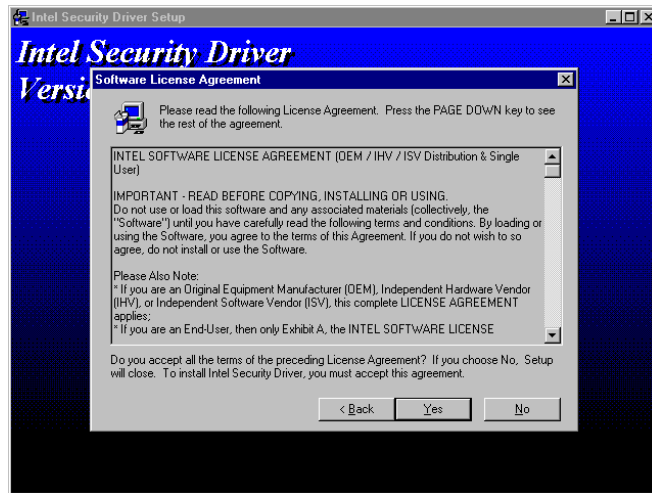 Intel Security Driver Setup
Intel Security Driver
Versi
Software License Agreement
Please read the following License Agreement. Press the PAGE DOWN key to see
the rest of the agreement.
INTEL SOFTWARE LICENSE AGREEMENT (OEM / IHV / ISV Distribution & Single
User)
IMPORTANT - READ BEFORE COPYING, INSTALLING OR USING.
Do not use or load this software and any associated materials (collectively, the
"Software") until you have carefully read the following terms and conditions. By loading or
using the Software, you agree to the terms of this Agreement. If you do not wish to so
agree, do not install or use the Software.
Please Also Note:
* If you are an Original Equipment Manufacturer (OEM), Independent Hardware Vendor
(IHV), or Independent Software Vendor (ISV), this complete LICENSE AGREEMENT
applies;
* If you are an End-User, then only Exhibit A, the INTEL SOFTWARE LICENSE
Do you accept all the terms of the preceding License Agreement? If you choose No, Setup
will close. To install Intel Security Driver, you must accept this agreement.
< Back
Yes
No